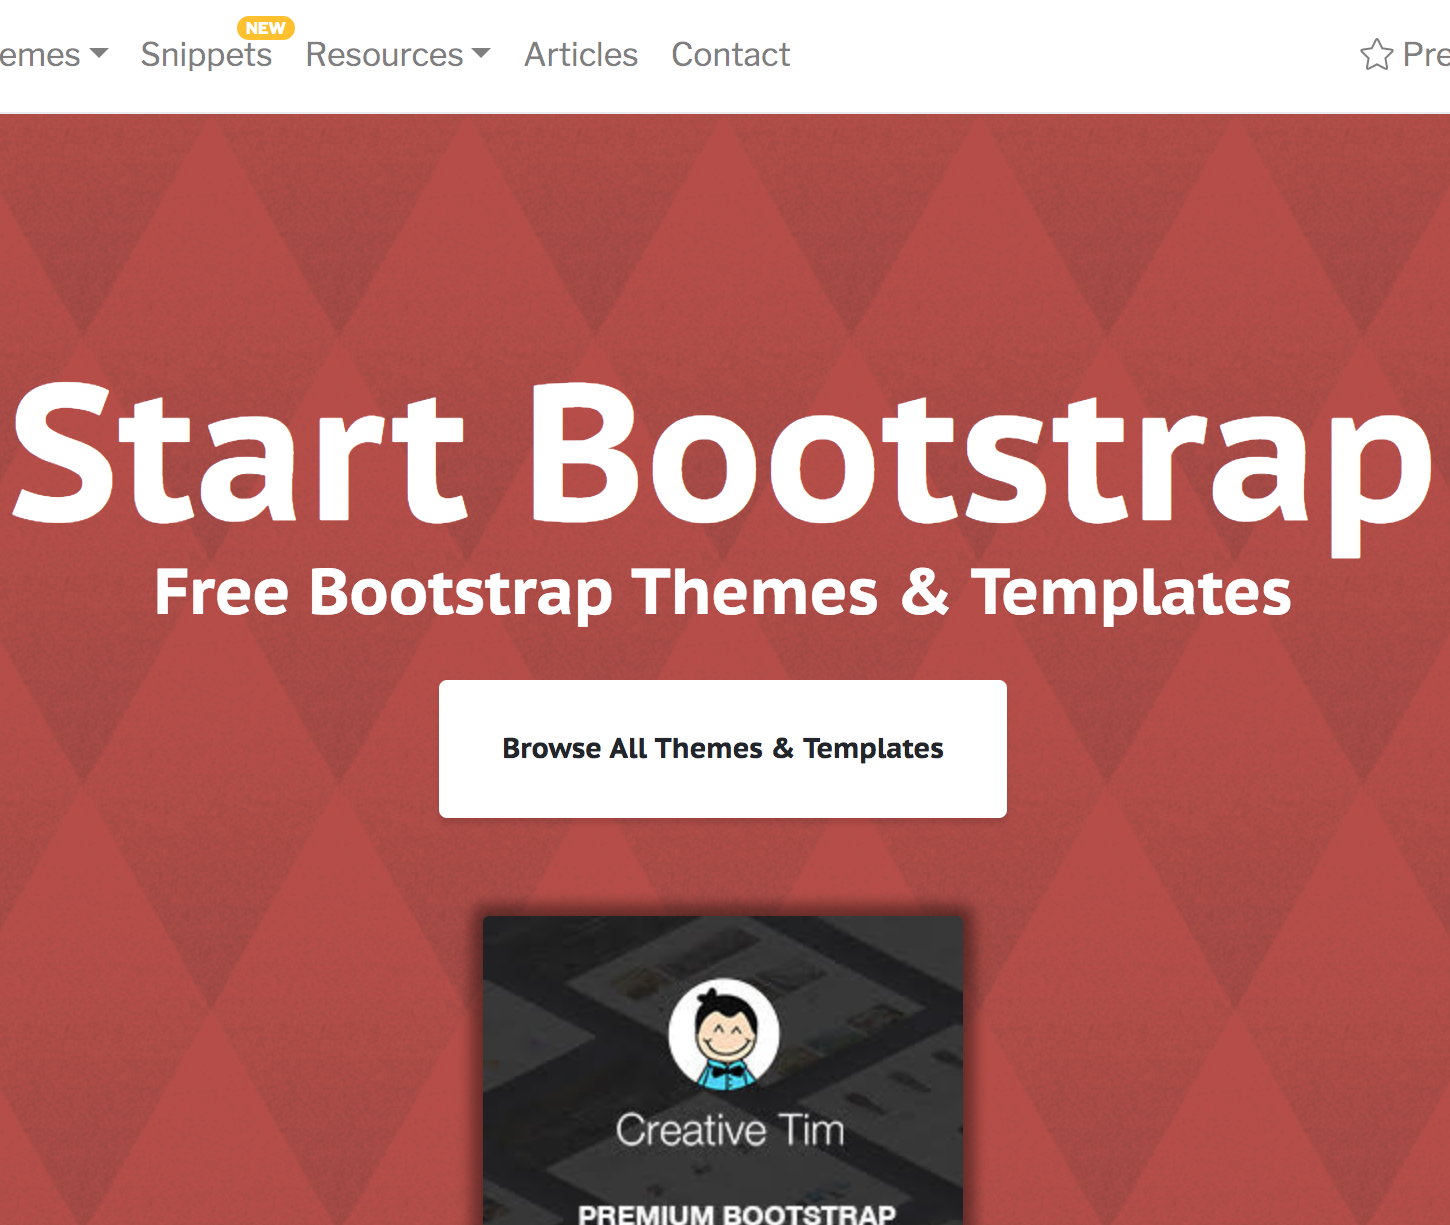 NEW
emes Snippets Resources Articles Contact Pre
Start Bootstrap
Free Bootstrap Themes & Templates
Browse All Themes & Templates
Creative Tim
PREMIUM BOOTSTRAP